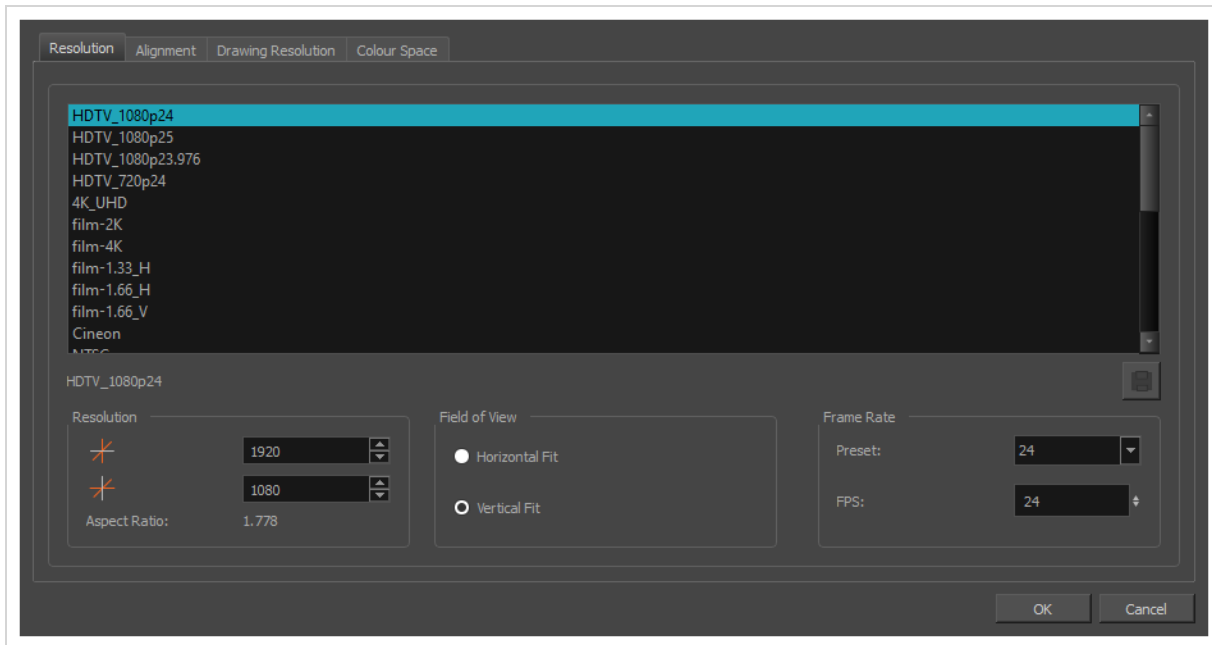 Resolution Alignment Drawing Resolution Colour Space
HDTV_1080p24
HDTV_1080p25
HDTV_1080p23.976
HDTV_720p24
4K_UHD
film-2K
film-4K
film-1.33_H
film-1.66_H
film-1.66_V
Cineon
NTSC
HDTV_1080p24
Resolution Field of View Frame Rate
1920 Horizontal Fit Preset: 24
1080 Vertical Fit FPS: 24
Aspect Ratio: 1.778
OK Cancel